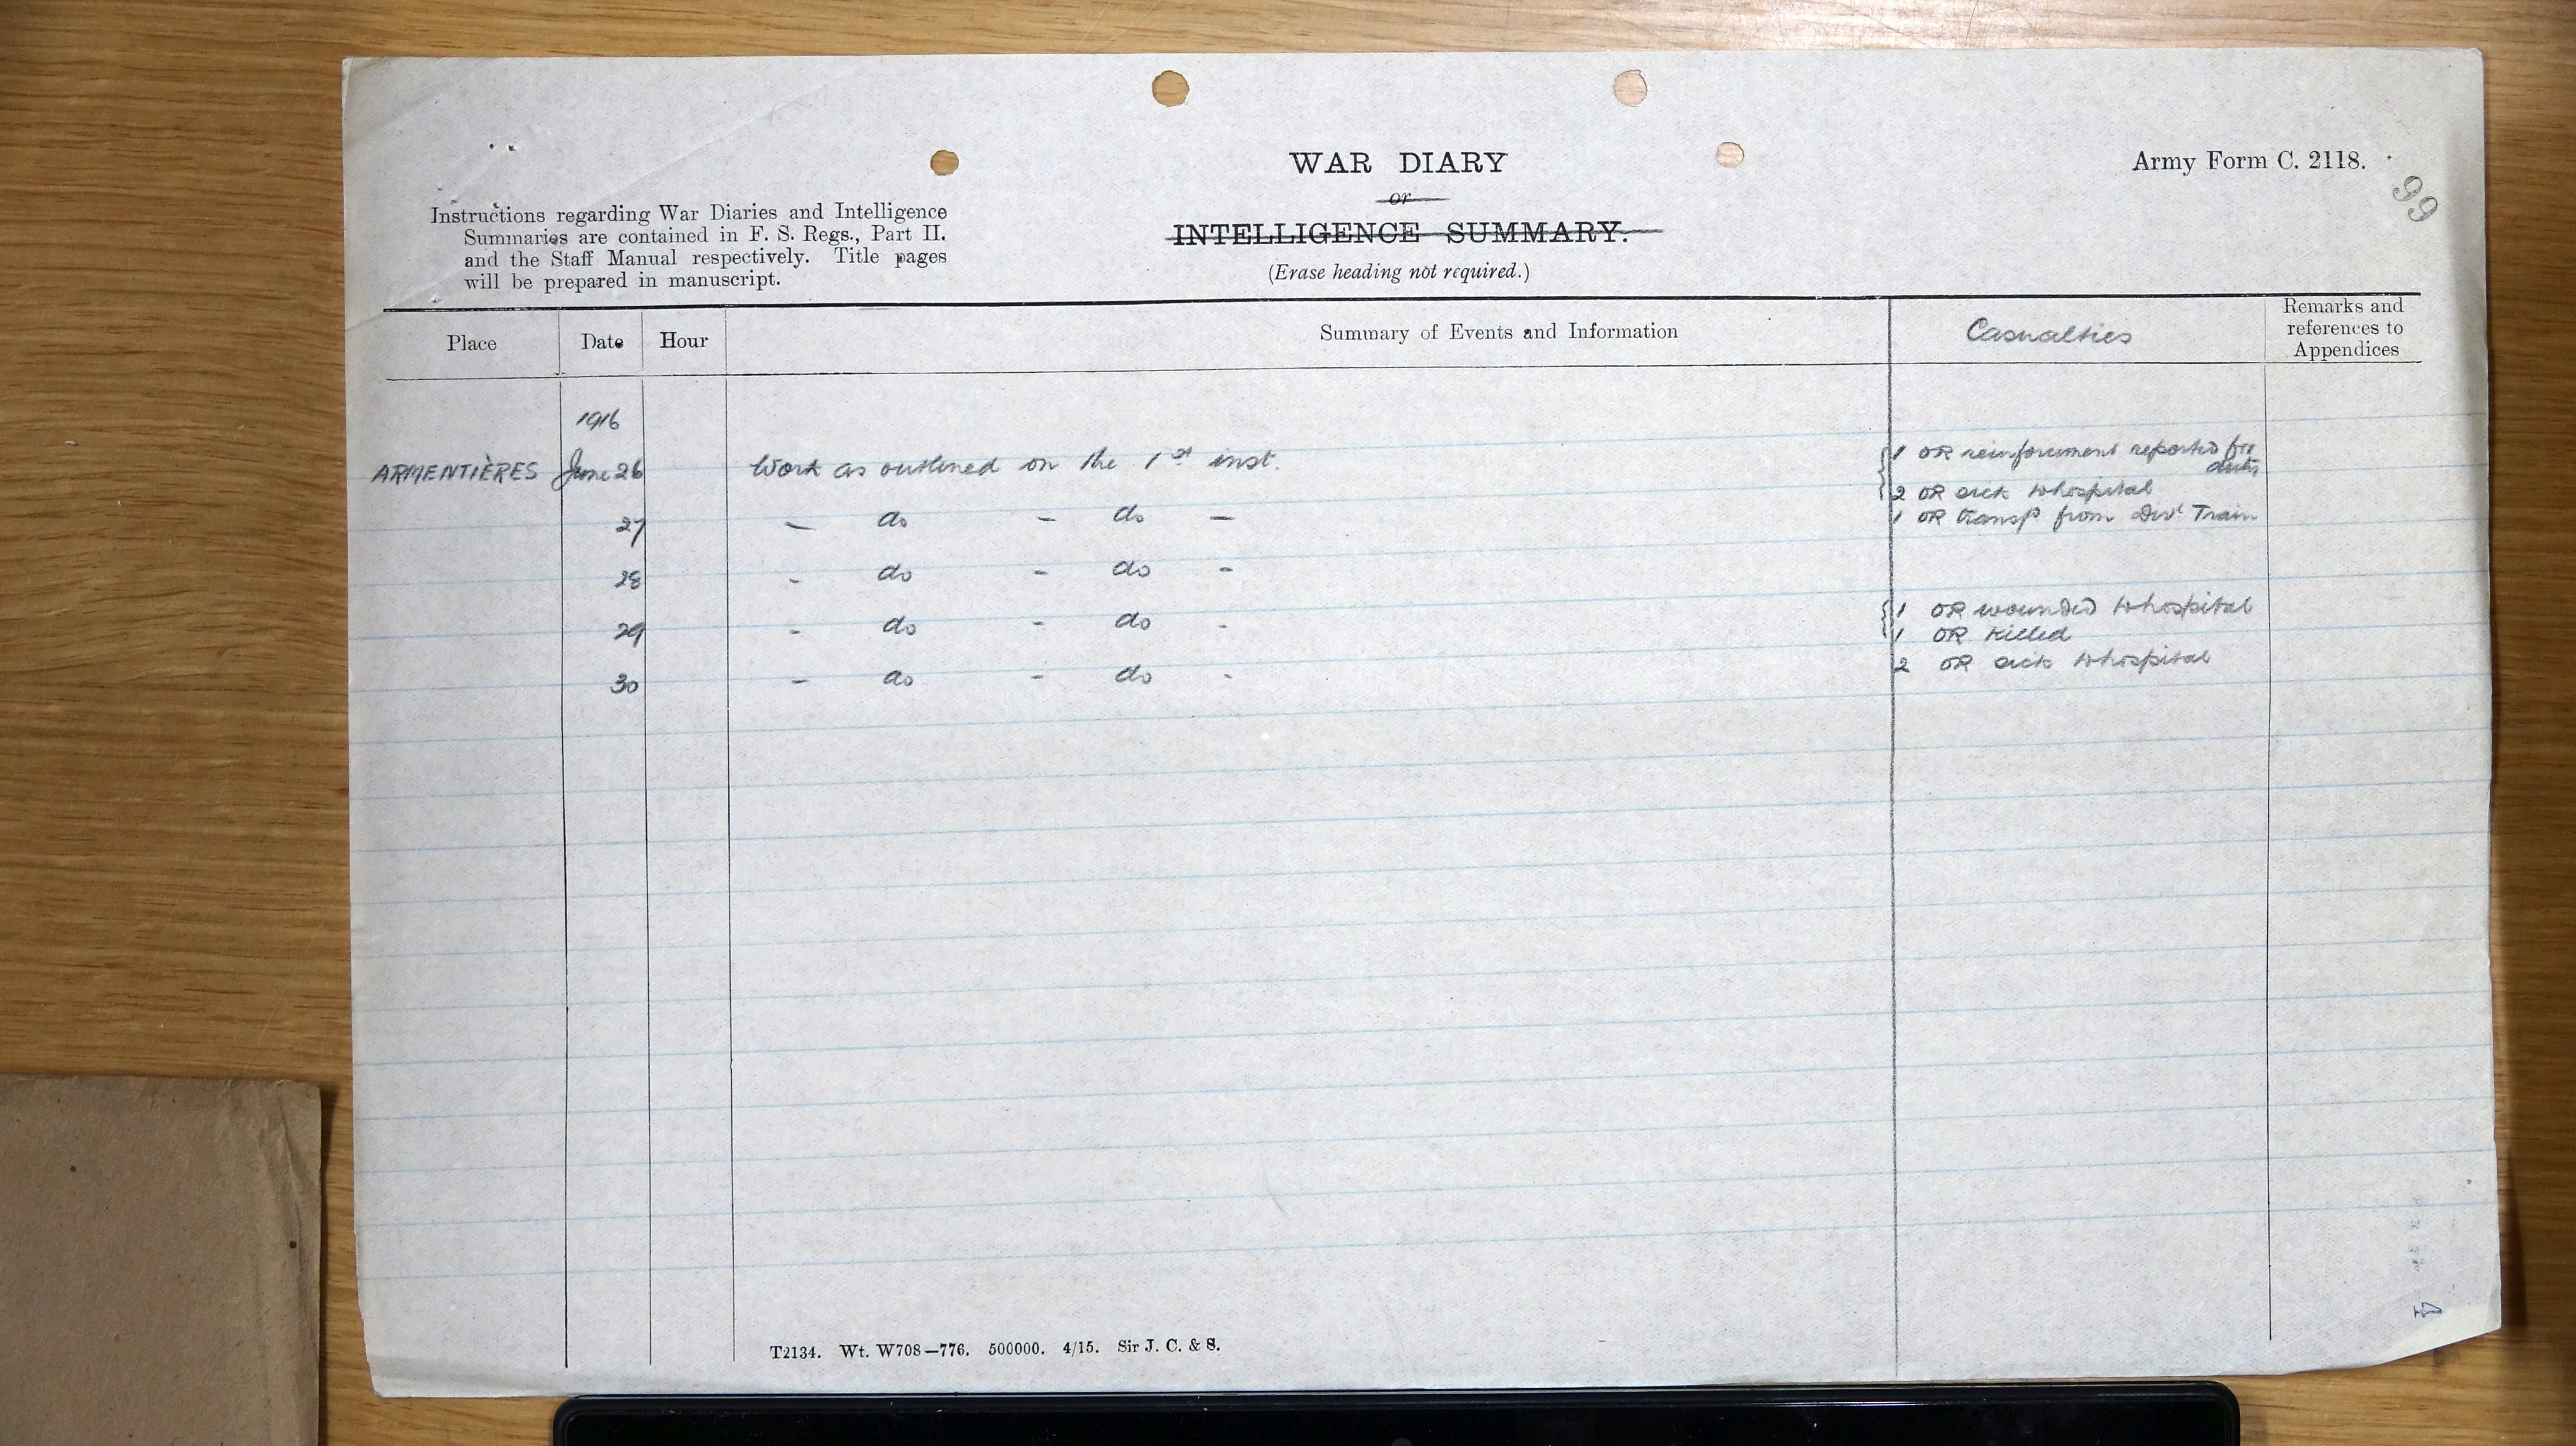 WAR DIARY
or
INTELLIGENCE SUMMARY.
(Erase heading not required.)
Army Form C. 2118.
99
Instructions regarding War Diaries and Intelligence
Summaries are contained in F. S. Regs., Part II.
and the Staff Manual respectively. Title pages
will be prepared in manuscript.
Place Date Hour Summary of Events and Information Casualties Remarks and references to Appendices
1916
ARMENTIÈRES June 26 Work as outlined on the 1st inst. 1 OR reinforcement reported for
duty
2 OR sick to hospital
27 — do — do — 1 OR transfd from Divl Train
28 - do - do -
29 - do - do - 1 OR wounded to hospital
1 OR killed
30 - do - do - 2 OR sick to hospital
T2134. Wt. W708—776. 500000. 4/15. Sir J. C. & S.
4